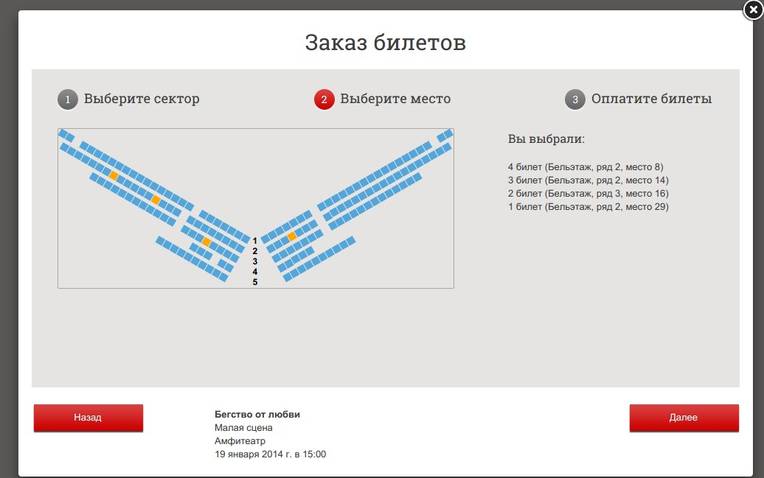 Заказ билетов
1 Выберите сектор
2 Выберите место
3 Оплатите билеты
1
2
3
4
5
Вы выбрали:
4 билет (Бельэтаж, ряд 2, место 8)
3 билет (Бельэтаж, ряд 2, место 14)
2 билет (Бельэтаж, ряд 3, место 16)
1 билет (Бельэтаж, ряд 2, место 29)
Назад
Бегство от любви
Малая сцена
Амфитеатр
19 января 2014 г. в 15:00
Далее